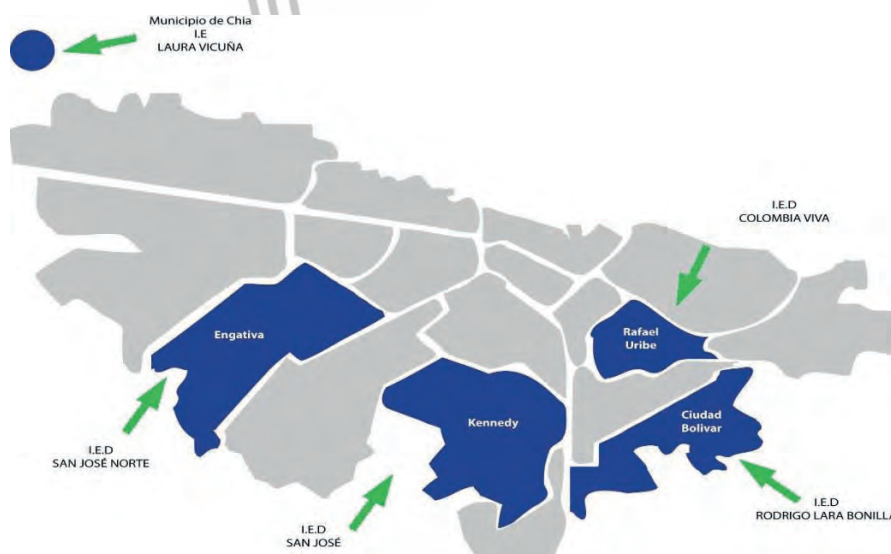 Municipio de Chia
I.E
LAURA VICUÑA
I.E.D
COLOMBIA VIVA
Engativa
Rafael
Uribe
Kennedy
Ciudad
Bolivar
I.E.D
SAN JOSÉ NORTE
I.E.D
SAN JOSÉ
I.E.D
RODRIGO LARA BONILLA